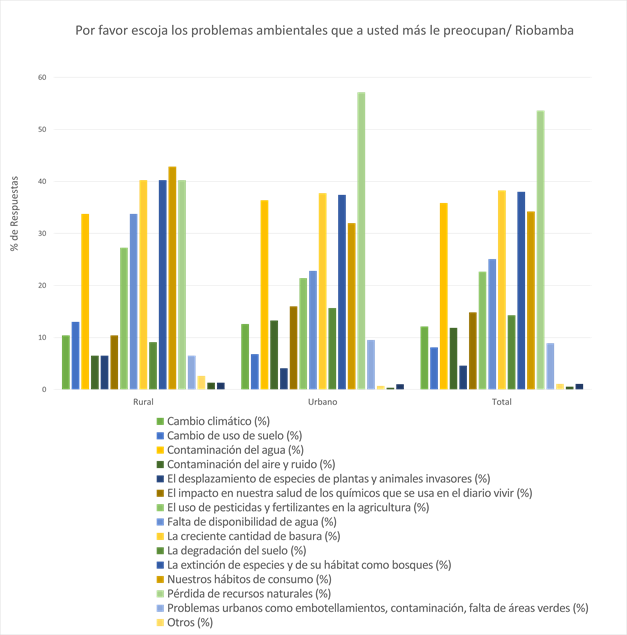 Por favor escoja los problemas ambientales que a usted más le preocupan/ Riobamba
60
50
40
30
20
10
0
% de Respuestas
Rural
Urbano
Total
Cambio climático (%)
Cambio de uso de suelo (%)
Contaminación del agua (%)
Contaminación del aire y ruido (%)
El desplazamiento de especies de plantas y animales invasores (%)
El impacto en nuestra salud de los químicos que se usa en el diario vivir (%)
El uso de pesticidas y fertilizantes en la agricultura (%)
Falta de disponibilidad de agua (%)
La creciente cantidad de basura (%)
La degradación del suelo (%)
La extinción de especies y de su hábitat como bosques (%)
Nuestros hábitos de consumo (%)
Pérdida de recursos naturales (%)
Problemas urbanos como embotellamientos, contaminación, falta de áreas verdes (%)
Otros (%)